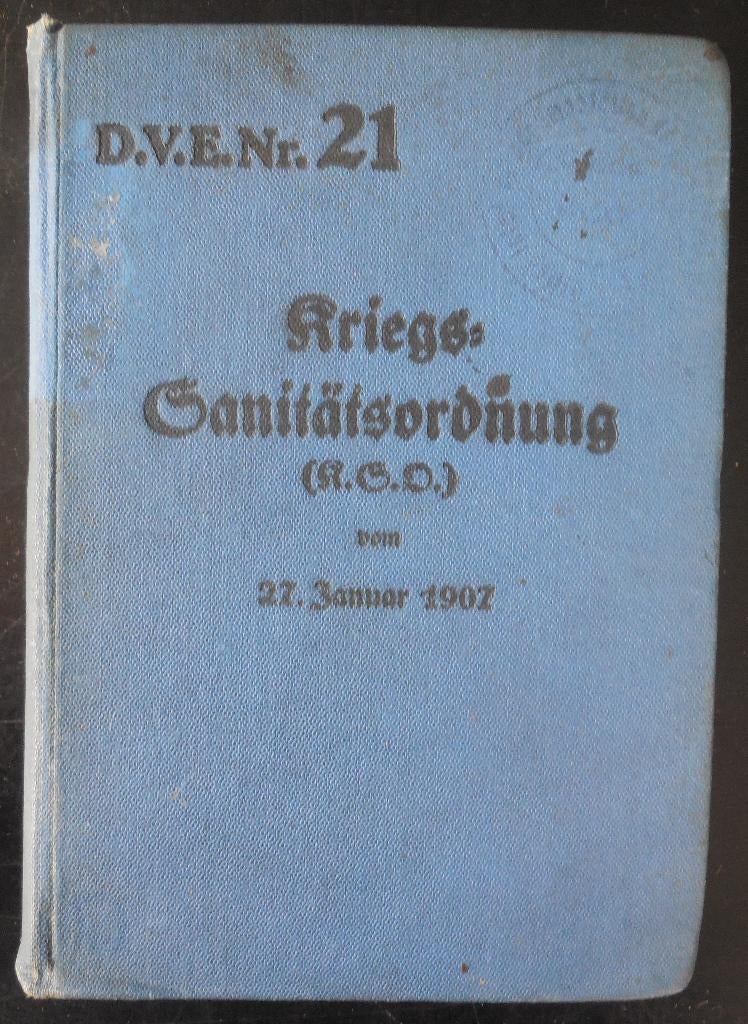 D.V.E.Nr. 21
Kriegs-
Sanitätsordnung
(K.S.O.)
vom
27. Januar 1907